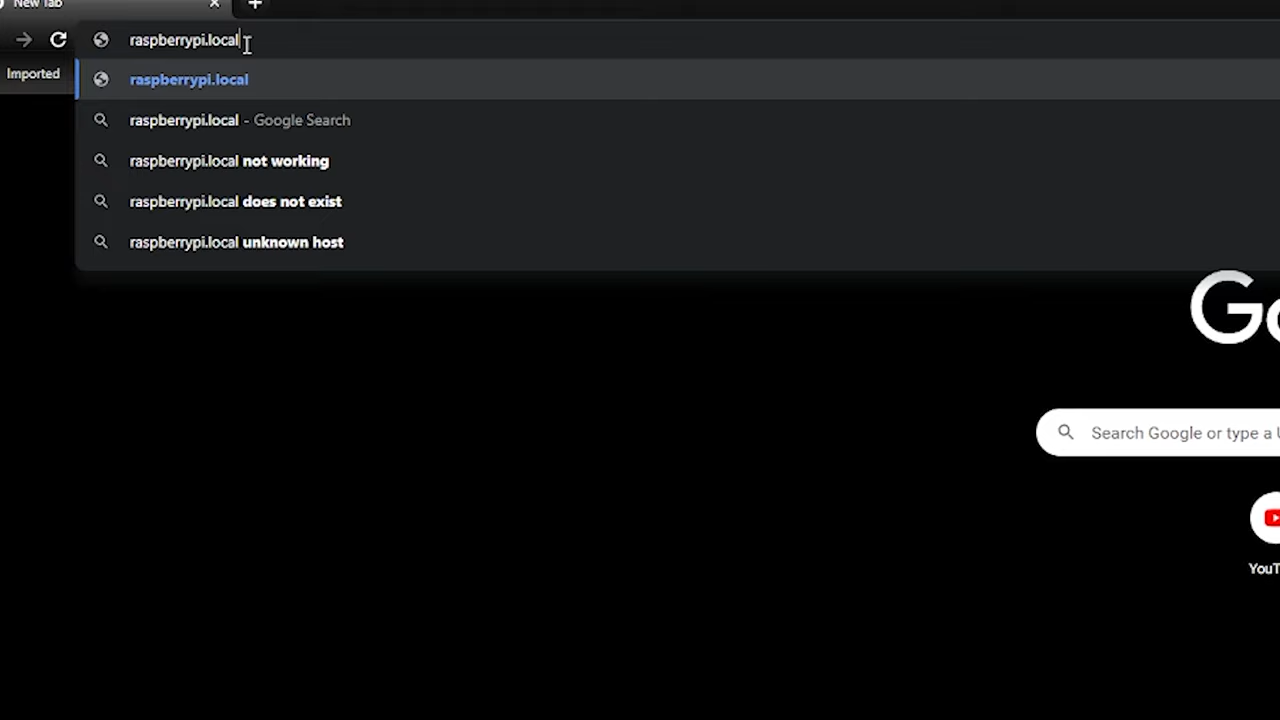 New Tab
raspberrypi.local
Imported
raspberrypi.local
raspberrypi.local - Google Search
raspberrypi.local not working
raspberrypi.local does not exist
raspberrypi.local unknown host
Search Google or type a